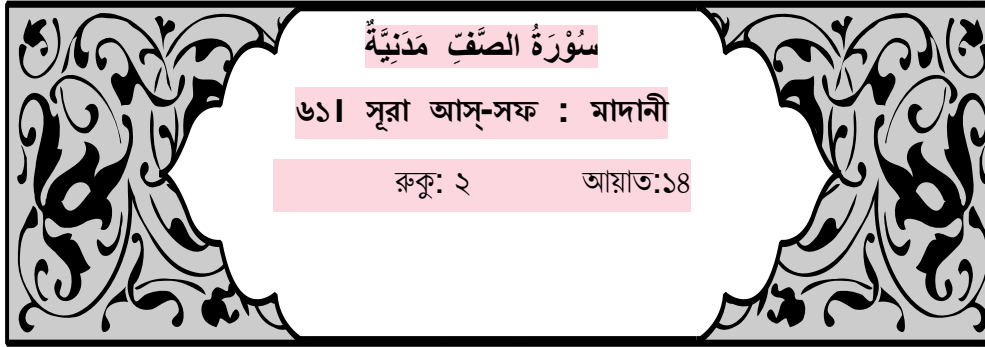 سُوْرَةُ الصَّفِّ مَدَنِيَّةٌ
৬১। সূরা আস্-সফ : মাদানী
রুকু: ২ আয়াত:১৪